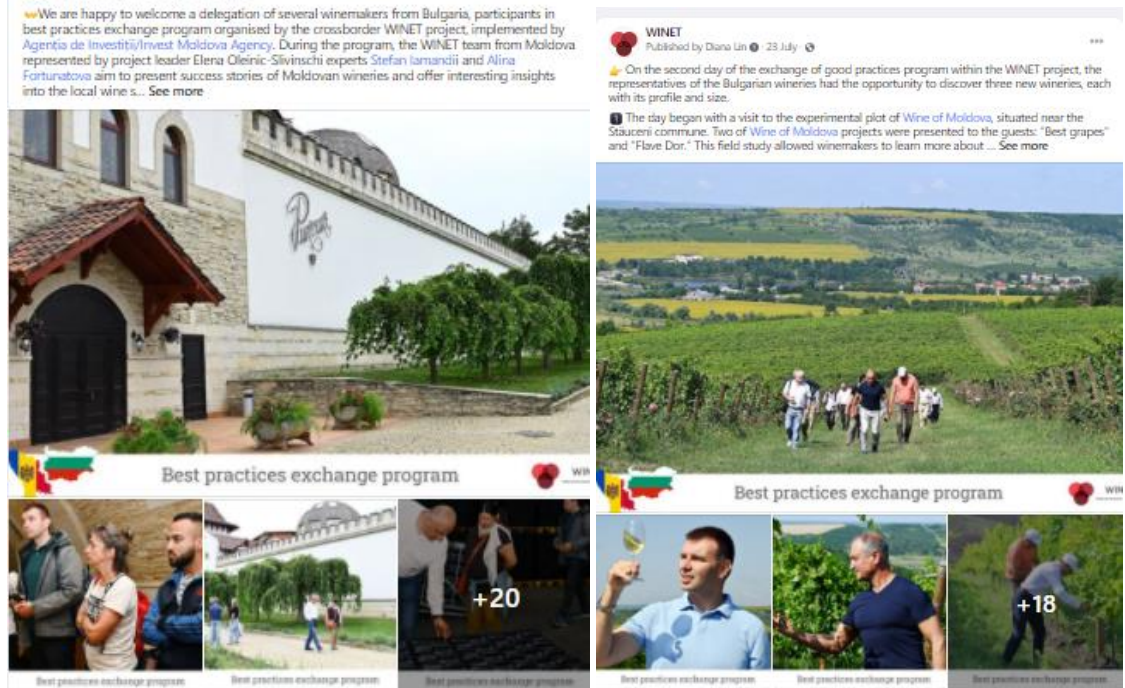 We are happy to welcome a delegation of several winemakers from Bulgaria, participants in
best practices exchange program organised by the crossborder WINET project, implemented by
Agenția de Investiții/Invest Moldova Agency. During the program, the WINET team from Moldova
represented by project leader Elena Oleinic-Slivinschi experts Stefan Iamandii and Alina
Fortunatova aim to present success stories of Moldovan wineries and offer interesting insights
into the local wine s... See more
Purcari
Best practices exchange program
WIN
+20
Best practices exchange program
Best practices exchange program
WINET
Published by Diana Lin · 23 July ·
On the second day of the exchange of good practices program within the WINET project, the
representatives of the Bulgarian wineries had the opportunity to discover three new wineries, each
with its profile and size.
The day began with a visit to the experimental plot of Wine of Moldova, situated near the
Stăuceni commune. Two of Wine of Moldova projects were presented to the guests: "Best grapes"
and "Flave Dor." This field study allowed winemakers to learn more about ... See more
Best practices exchange program
WIN
+18
Best practices exchange program
Best practices exchange program